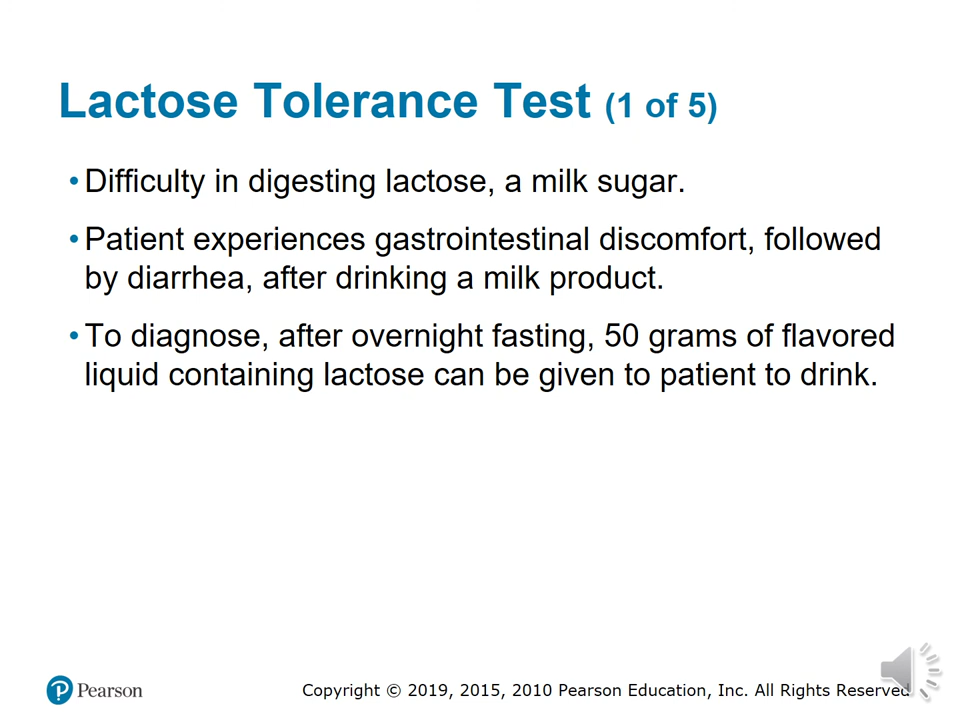 Lactose Tolerance Test (1 of 5)
• Difficulty in digesting lactose, a milk sugar.
• Patient experiences gastrointestinal discomfort, followed
by diarrhea, after drinking a milk product.
• To diagnose, after overnight fasting, 50 grams of flavored
liquid containing lactose can be given to patient to drink.
Pearson
Copyright © 2019, 2015, 2010 Pearson Education, Inc. All Rights Reserved